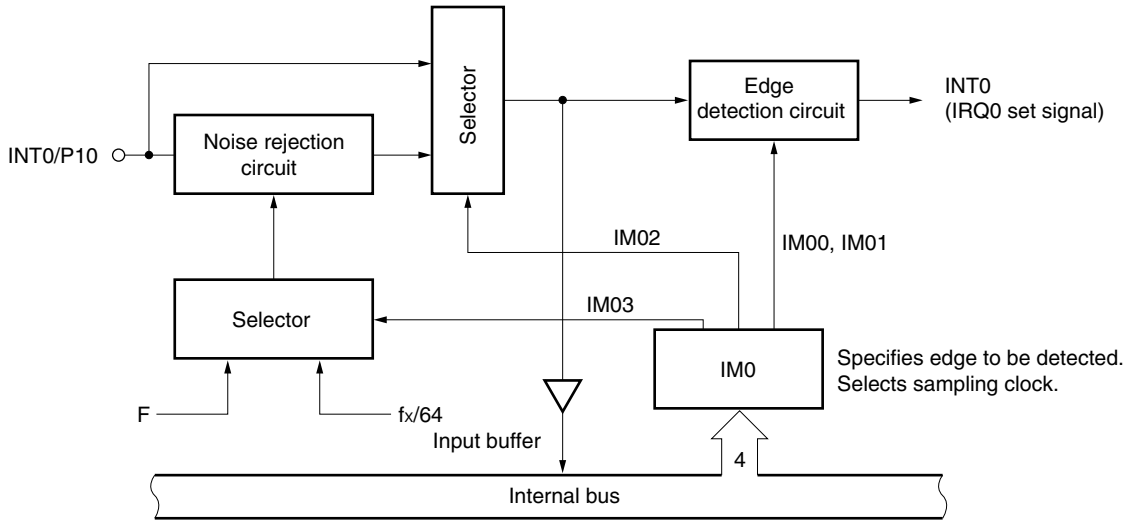 Selector
Edge
detection circuit
INT0
(IRQ0 set signal)
INT0/P10
Noise rejection
circuit
IM02
IM00, IM01
IM03
Selector
IM0
Specifies edge to be detected.
Selects sampling clock.
F
fx/64
Input buffer
4
Internal bus